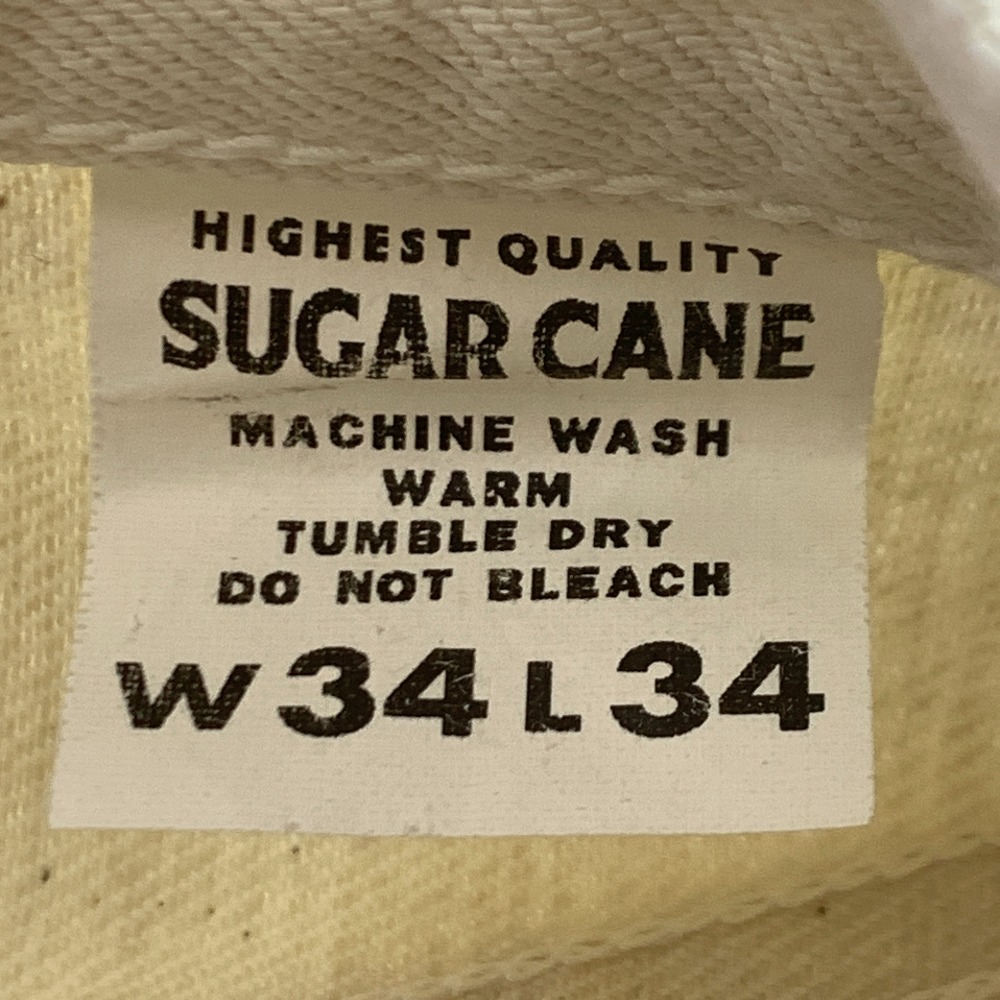 HIGHEST QUALITY
SUGAR CANE
MACHINE WASH
WARM
TUMBLE DRY
DO NOT BLEACH
W 34 L 34